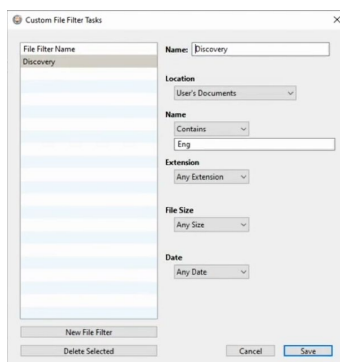 Custom File Filter Tasks
File Filter Name
Discovery
Name: Discovery
Location
User's Documents
Name
Contains
Eng
Extension
Any Extension
File Size
Any Size
Date
Any Date
New File Filter
Delete Selected
Cancel
Save